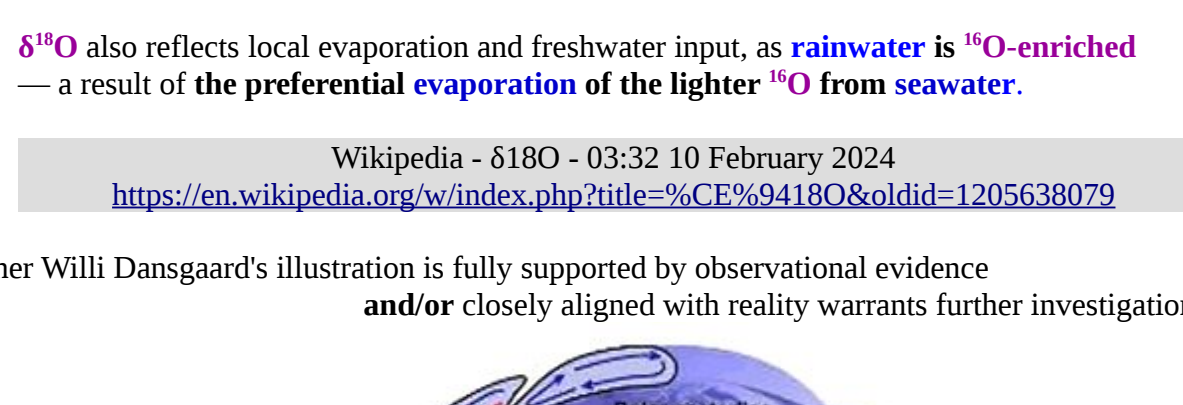 δ¹⁸O also reflects local evaporation and freshwater input, as rainwater is ¹⁶O-enriched
— a result of the preferential evaporation of the lighter ¹⁶O from seawater.
Wikipedia - δ18O - 03:32 10 February 2024
https://en.wikipedia.org/w/index.php?title=%CE%9418O&oldid=1205638079
Willi Dansgaard's illustration is fully supported by observational evidence
and/or closely aligned with reality warrants further